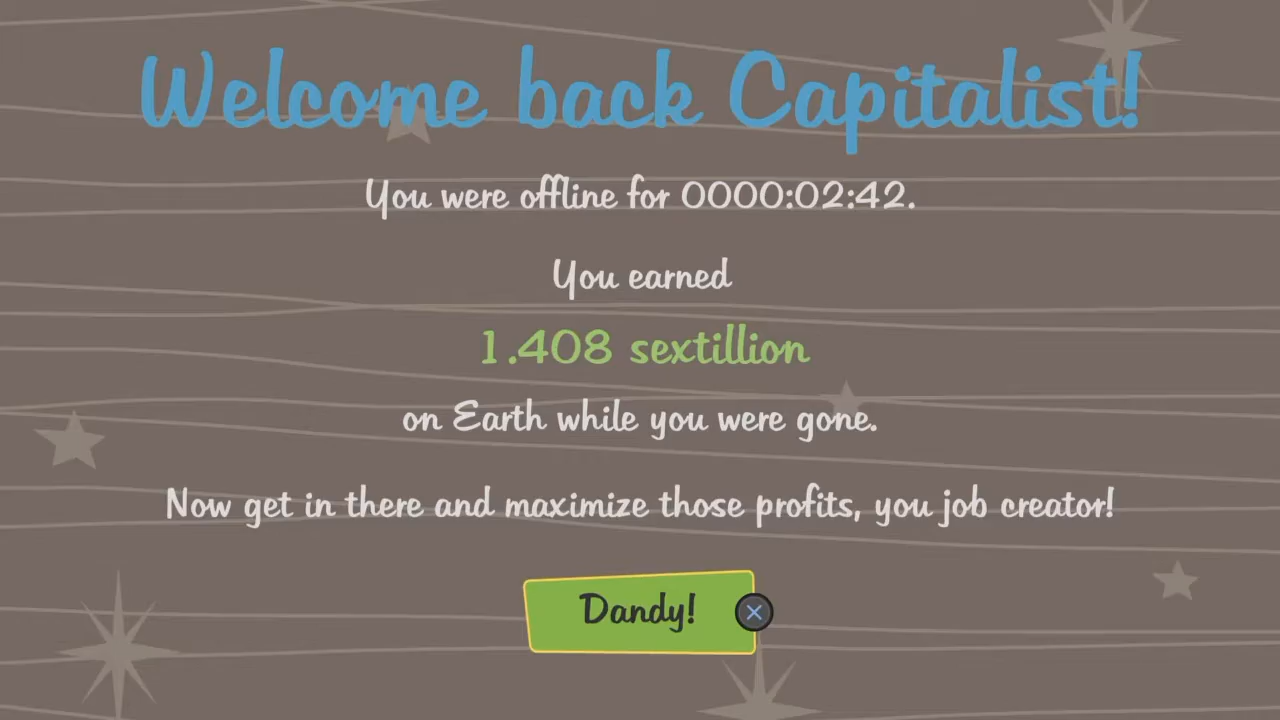 Welcome back Capitalist!
You were offline for 0000:02:42.
You earned
1.408 sextillion
on Earth while you were gone.
Now get in there and maximize those profits, you job creator!
Dandy!